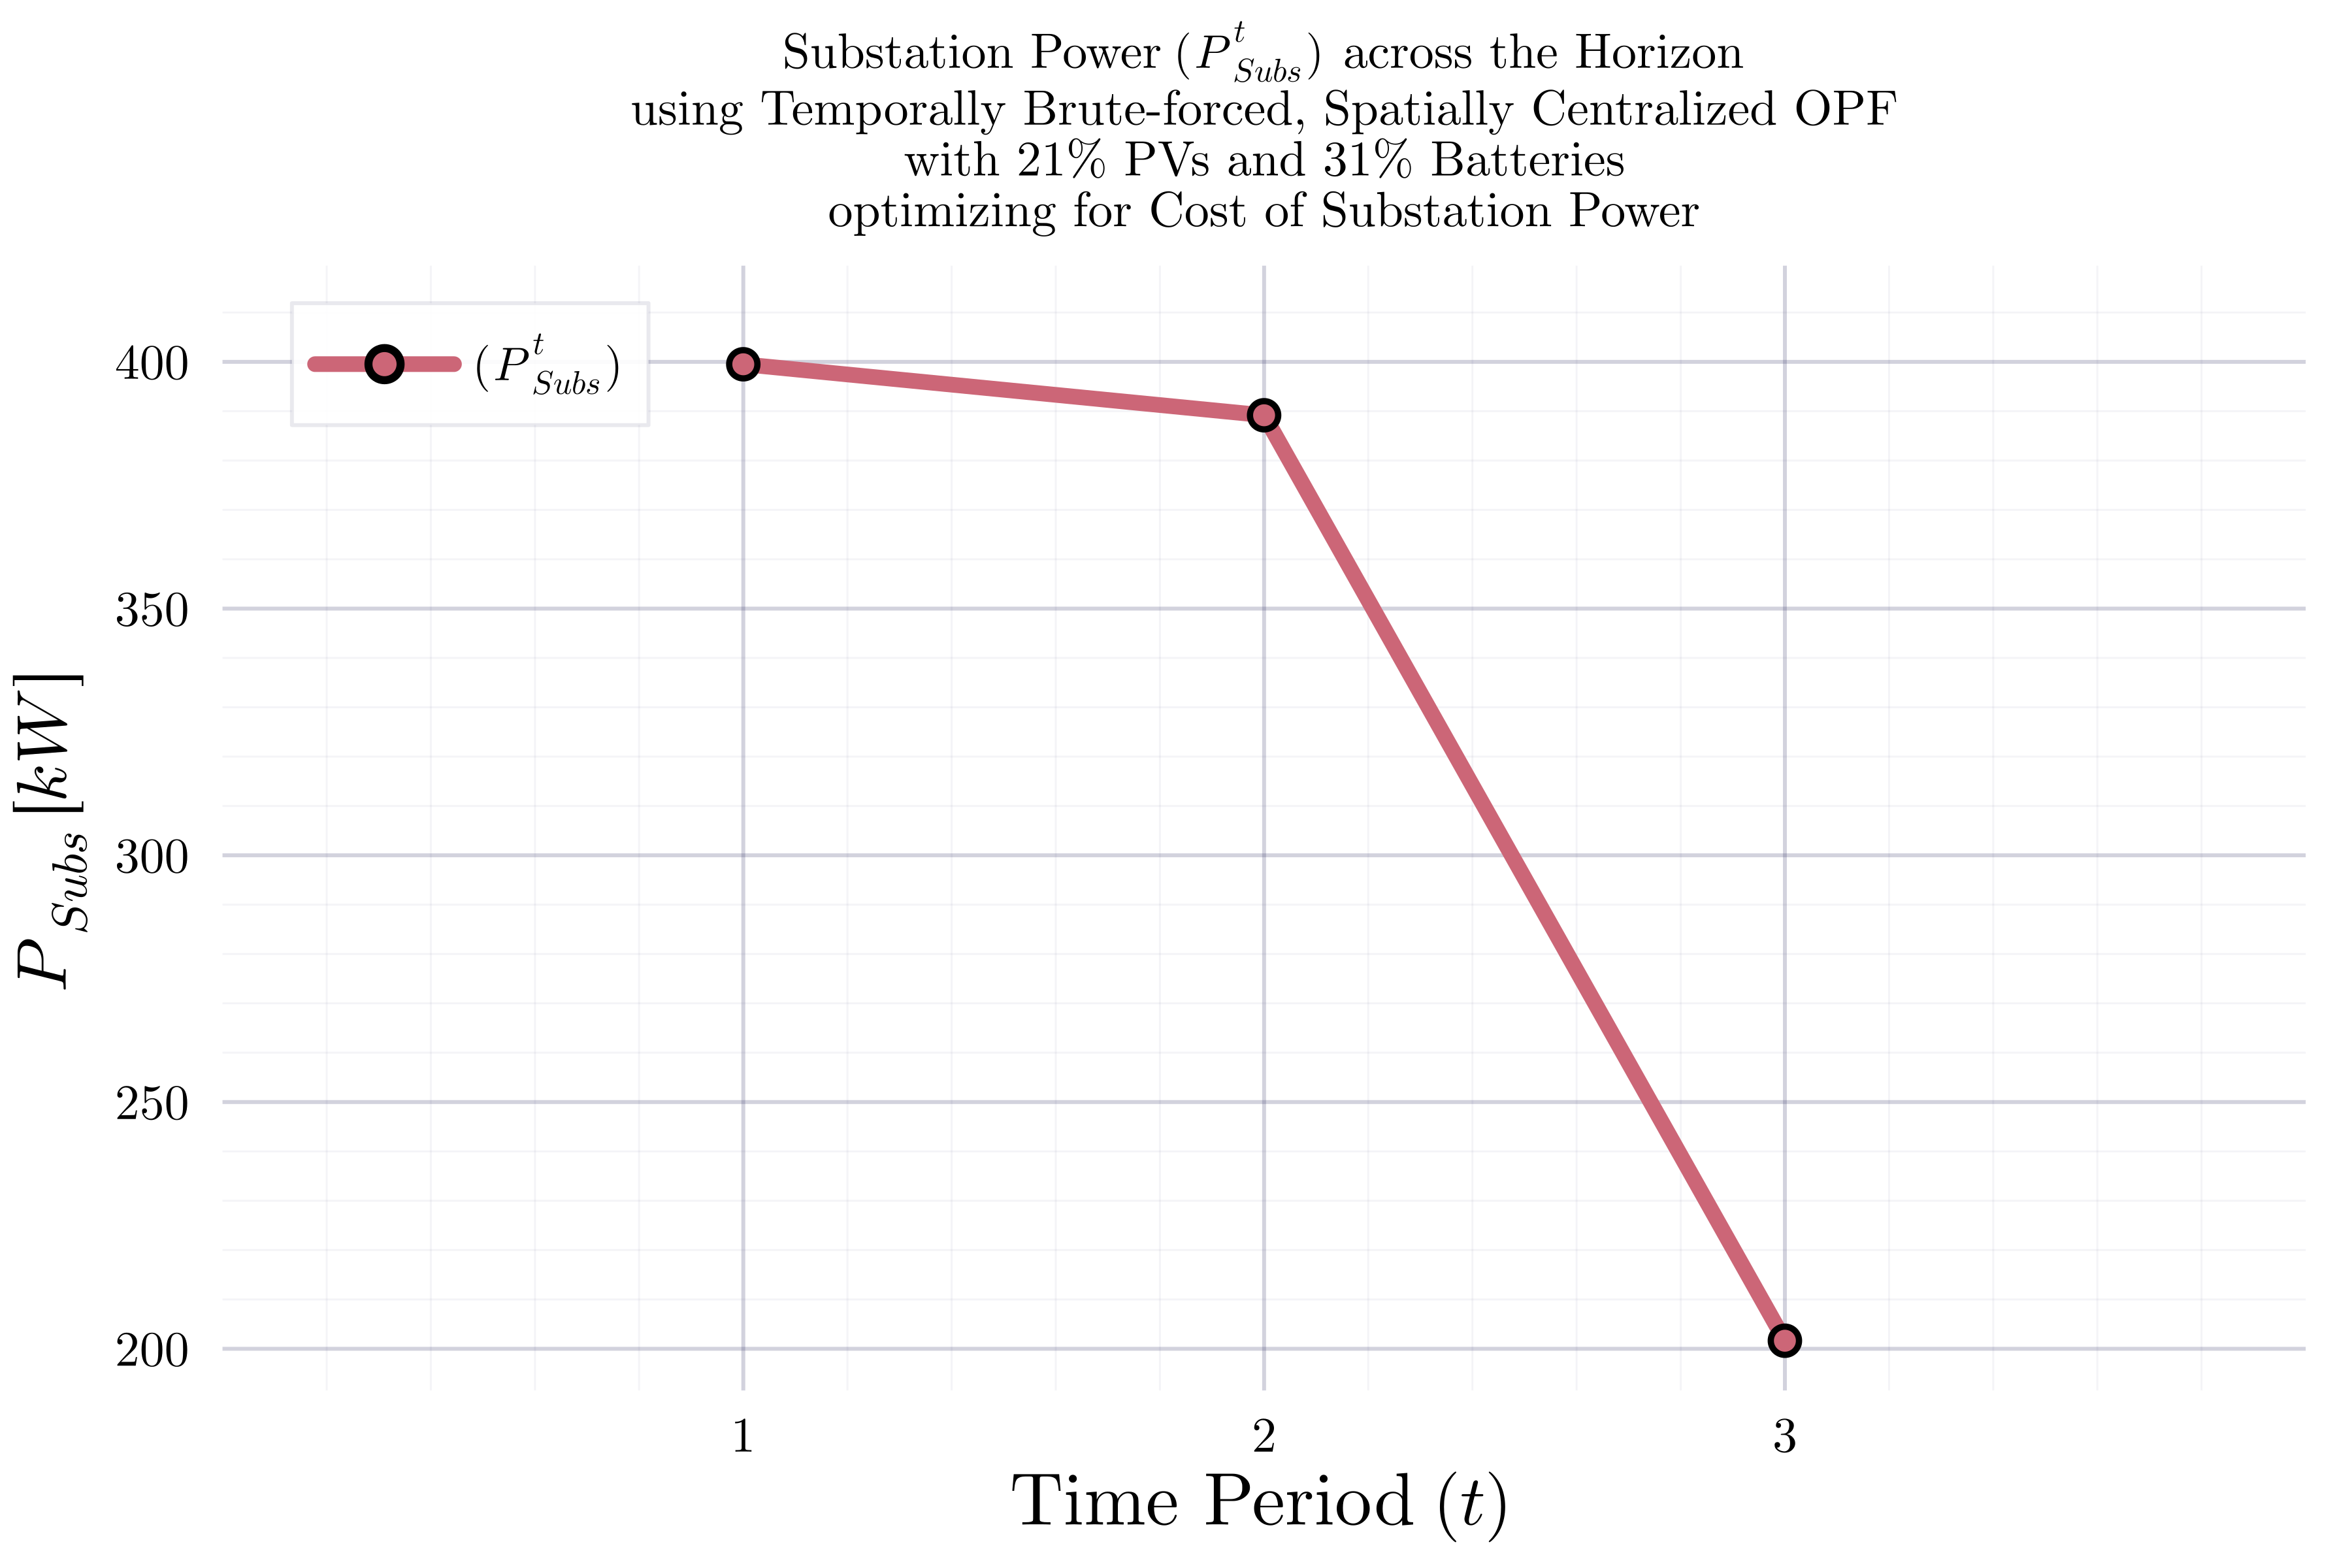 Substation Power (P^t_Subs) across the Horizon
using Temporally Brute-forced, Spatially Centralized OPF
with 21% PVs and 31% Batteries
optimizing for Cost of Substation Power
(P^t_Subs)
400
350
300
250
200
P_Subs [kW]
1 2 3
Time Period (t)